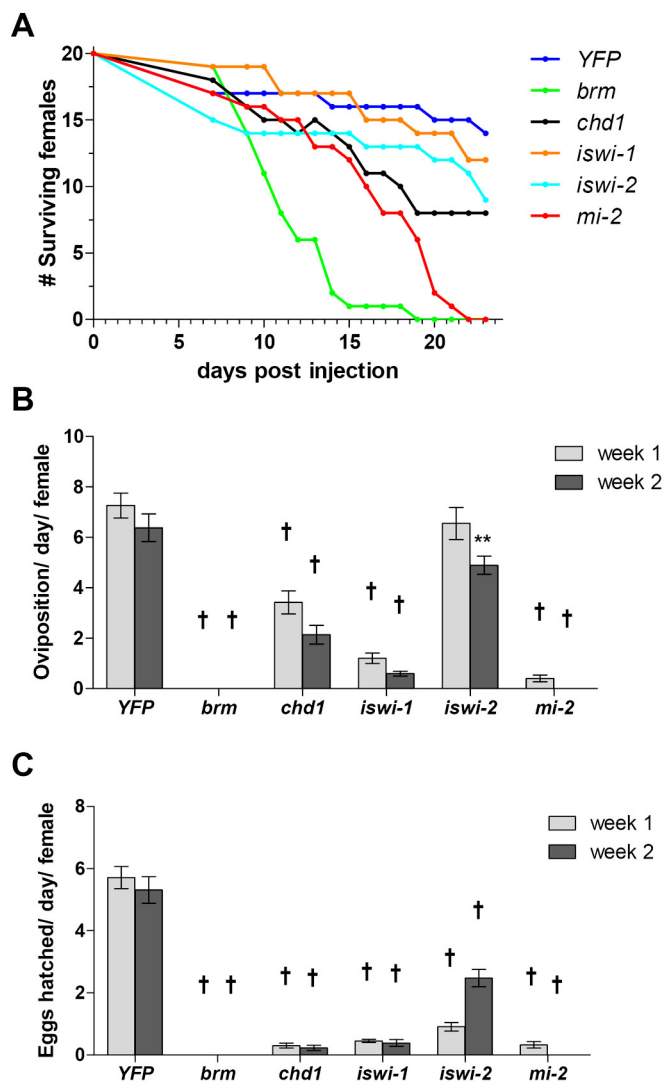 A
# Surviving females
20
15
10
5
0
0
5
10
15
20
days post injection
YFP
brm
chd1
iswi-1
iswi-2
mi-2
B
Oviposition/ day/ female
10
8
6
4
2
0
† † † † † † ** † †
YFP brm chd1 iswi-1 iswi-2 mi-2
week 1
week 2
C
Eggs hatched/ day/ female
8
6
4
2
0
† † † † † † † † † †
YFP brm chd1 iswi-1 iswi-2 mi-2
week 1
week 2